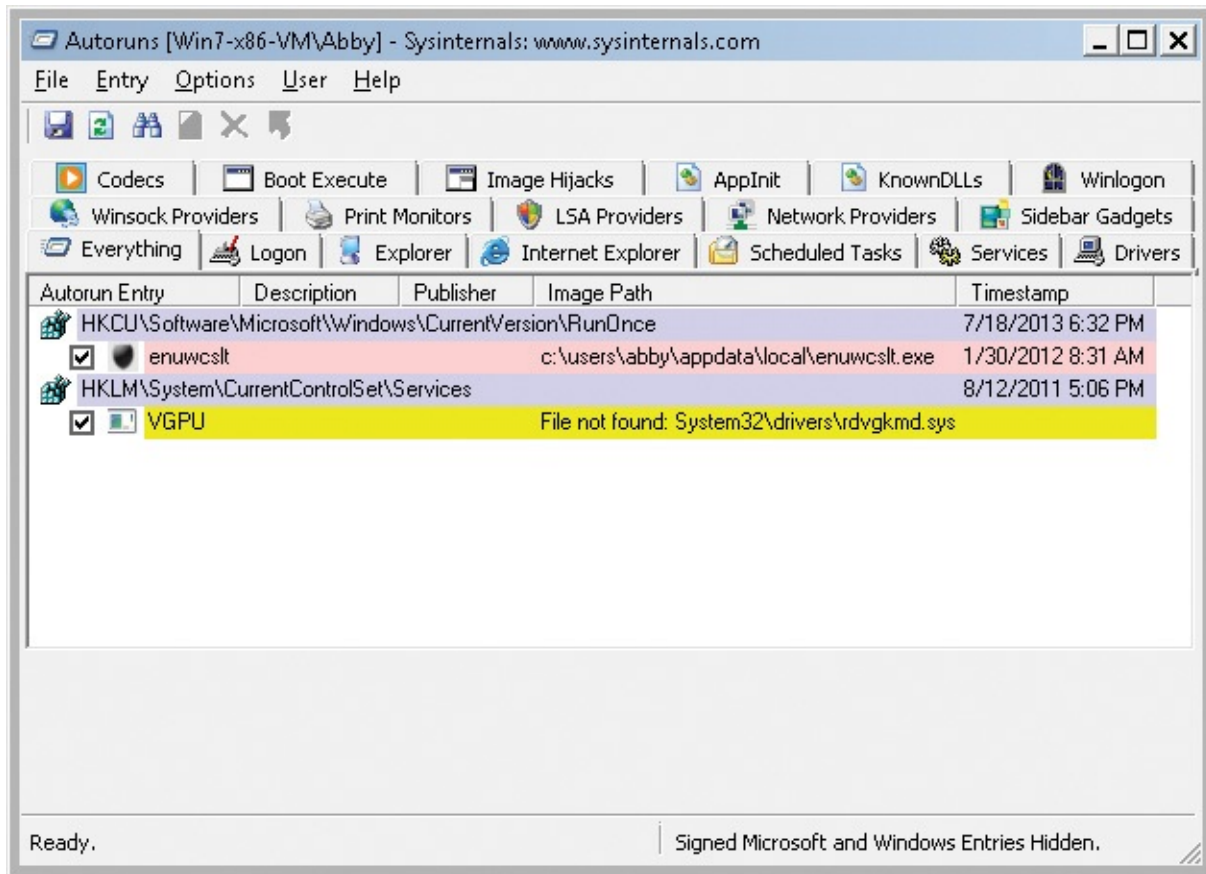 Autoruns [Win7-x86-VM\Abby] - Sysinternals: www.sysinternals.com
File Entry Options User Help
Codecs Boot Execute Image Hijacks AppInit KnownDLLs Winlogon
Winsock Providers Print Monitors LSA Providers Network Providers Sidebar Gadgets
Everything Logon Explorer Internet Explorer Scheduled Tasks Services Drivers
Autorun Entry Description Publisher Image Path Timestamp
HKCU\Software\Microsoft\Windows\CurrentVersion\RunOnce 7/18/2013 6:32 PM
enuwcslt c:\users\abby\appdata\local\enuwcslt.exe 1/30/2012 8:31 AM
HKLM\System\CurrentControlSet\Services 8/12/2011 5:06 PM
VGPU File not found: System32\drivers\rdvgkmd.sys
Ready. Signed Microsoft and Windows Entries Hidden.